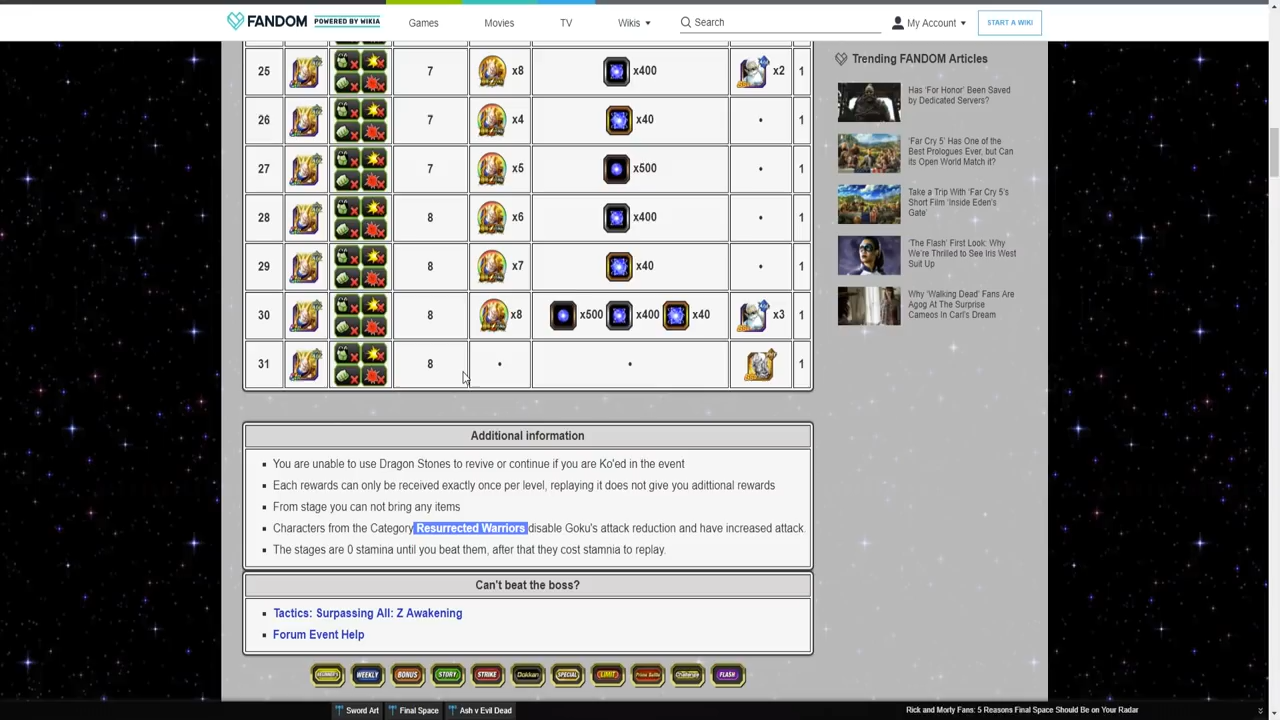 FANDOM POWERED BY WIKIA Games Movies TV Wikis Search My Account START A WIKI
25 7 x8 x400 x2 1
26 7 x4 x40 • 1
27 7 x5 x500 • 1
28 8 x6 x400 • 1
29 8 x7 x40 • 1
30 8 x8 x500 x400 x40 x3 1
31 8 • • 1
Additional information
You are unable to use Dragon Stones to revive or continue if you are Ko'ed in the event
Each rewards can only be received exactly once per level, replaying it does not give you aditional rewards
From stage you can not bring any items
Characters from the Category Resurrected Warriors disable Goku's attack reduction and have increased attack.
The stages are 0 stamina until you beat them, after that they cost stamnia to replay.
Can't beat the boss?
Tactics: Surpassing All: Z Awakening
Forum Event Help
WEEKLY BONUS STORY STRIKE Dokkan SPECIAL LIMIT FLASH
Trending FANDOM Articles
Has 'For Honor' Been Saved
by Dedicated Servers?
'Far Cry 5' Has One of the
Best Prologues Ever, but Can
its Open World Match it?
Take a Trip With 'Far Cry 5's
Short Film 'Inside Eden's
Gate'
'The Flash' First Look: Why
We're Thrilled to See Iris West
Suit Up
Why 'Walking Dead' Fans Are
Agog At The Surprise
Cameos In Carl's Dream
Sword Art Final Space Ash v Evil Dead Rick and Morty Fans: 5 Reasons Final Space Should Be on Your Radar